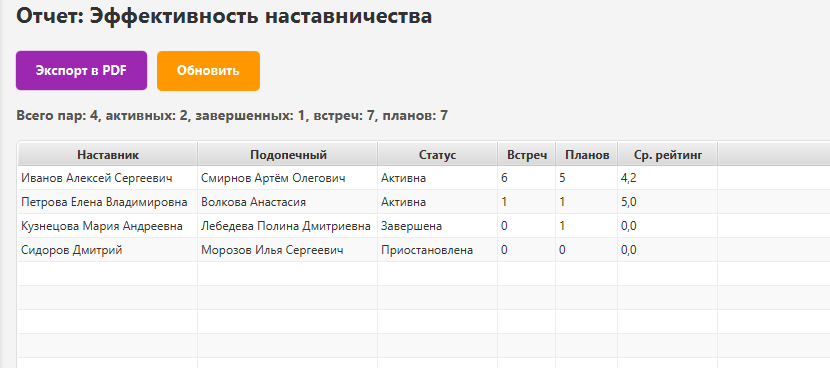 Отчет: Эффективность наставничества
Экспорт в PDF Обновить
Всего пар: 4, активных: 2, завершенных: 1, встреч: 7, планов: 7
Наставник Подопечный Статус Встреч Планов Ср. рейтинг
Иванов Алексей Сергеевич Смирнов Артём Олегович Активна 6 5 4,2
Петрова Елена Владимировна Волкова Анастасия Активна 1 1 5,0
Кузнецова Мария Андреевна Лебедева Полина Дмитриевна Завершена 0 1 0,0
Сидоров Дмитрий Морозов Илья Сергеевич Приостановлена 0 0 0,0